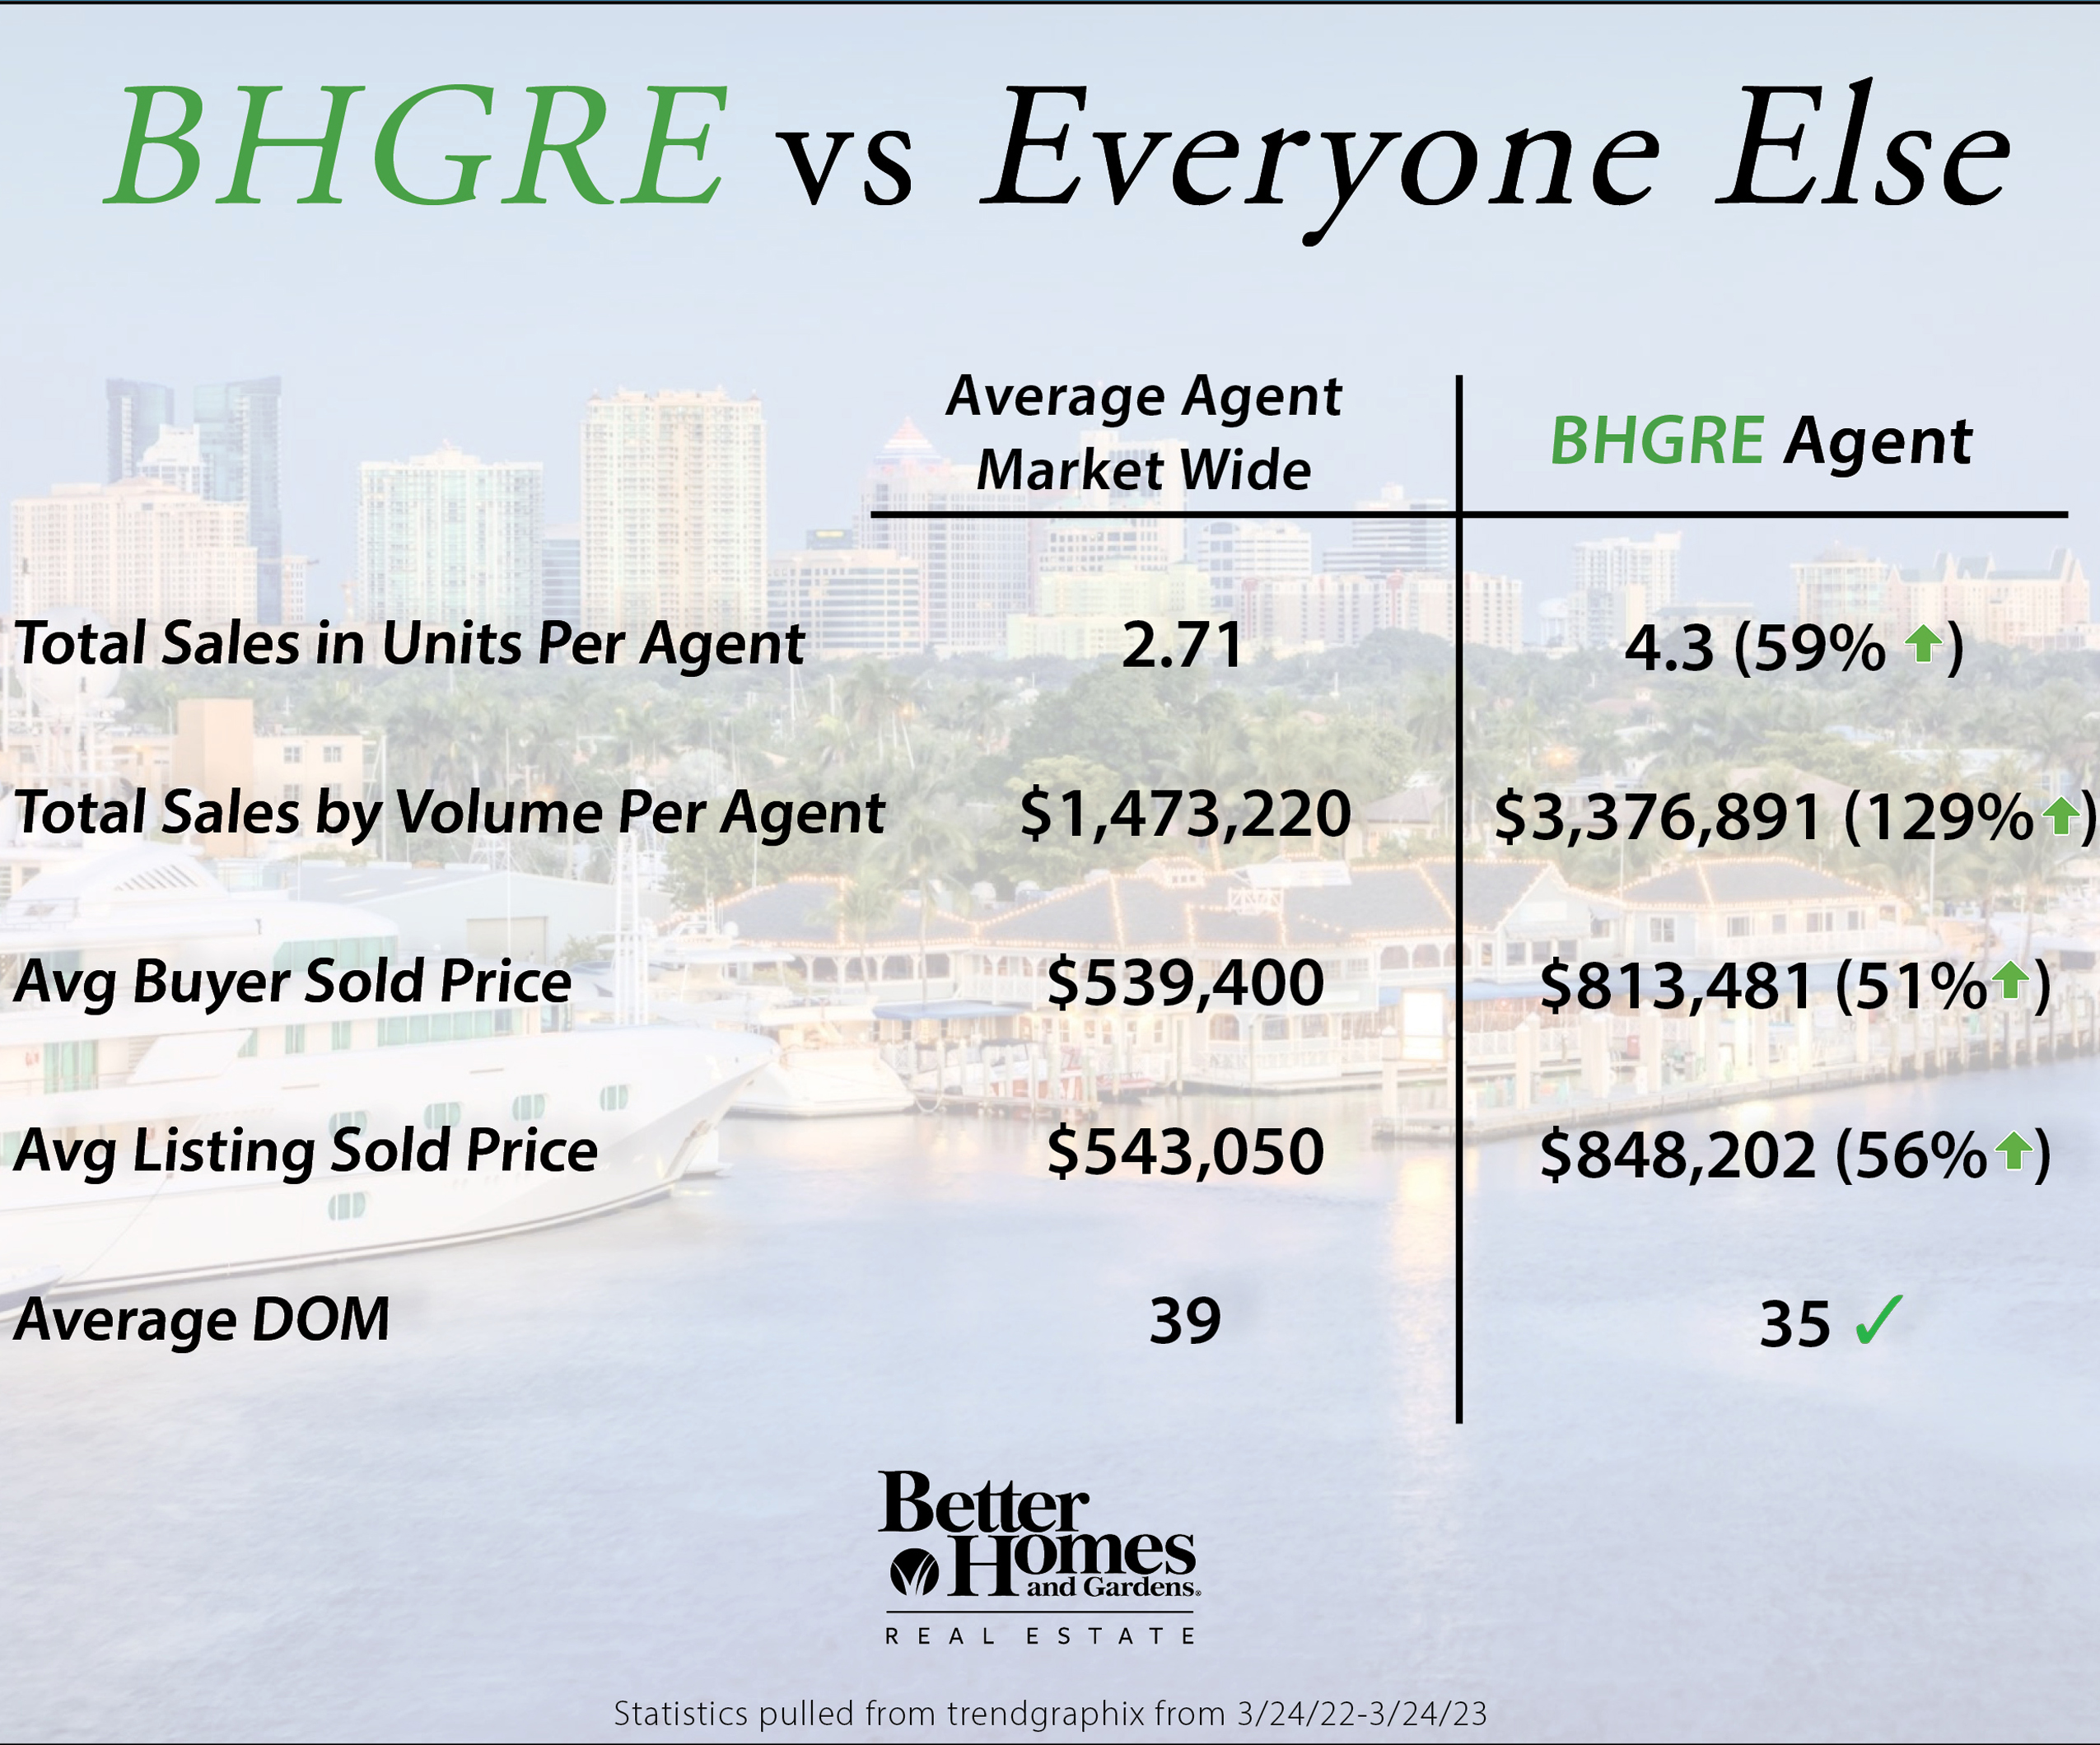 BHGRE vs Everyone Else
Average Agent
Market Wide
BHGRE Agent
Total Sales in Units Per Agent 2.71 4.3 (59% ⬆)
Total Sales by Volume Per Agent $1,473,220 $3,376,891 (129% ⬆)
Avg Buyer Sold Price $539,400 $813,481 (51% ⬆)
Avg Listing Sold Price $543,050 $848,202 (56% ⬆)
Average DOM 39 35 ✓
Better
Homes
and Gardens®
REAL ESTATE
Statistics pulled from trendgraphix from 3/24/22-3/24/23